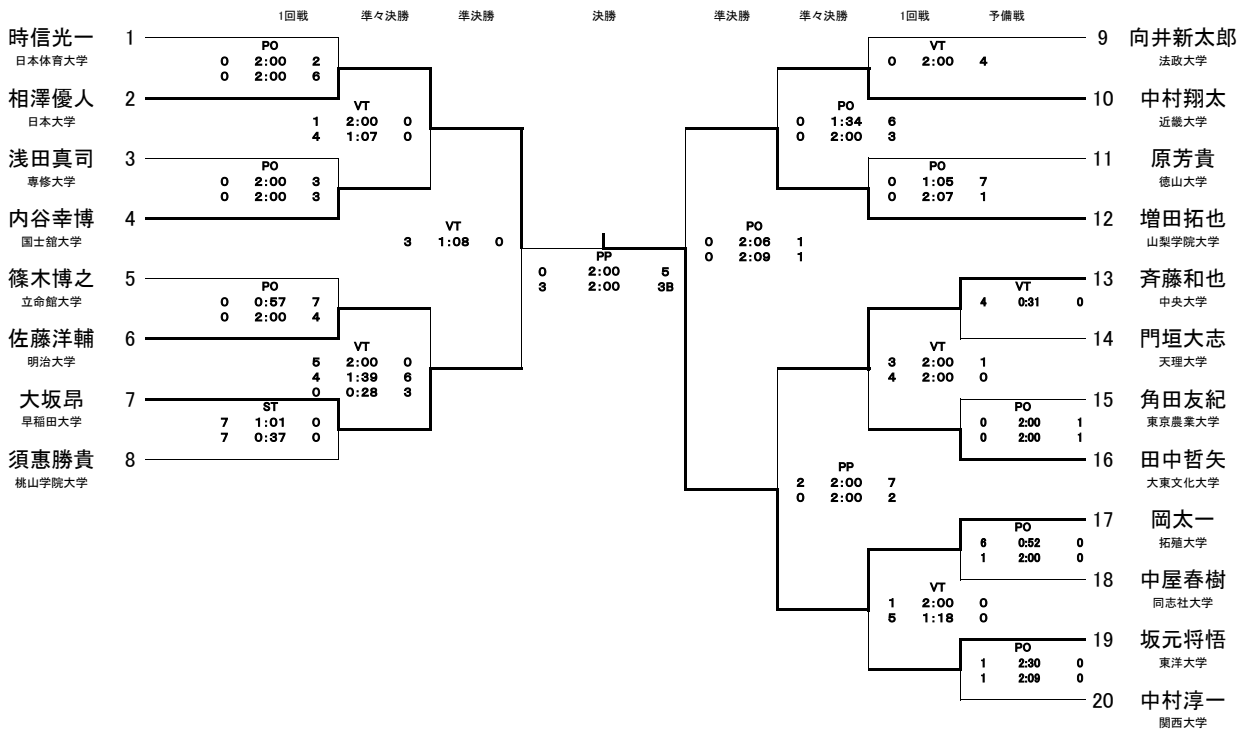 1回戦 準々決勝 準決勝 決勝 準決勝 準々決勝 1回戦 予備戦
時信光一 1
日本体育大学
PO
0 2:00 2
0 2:00 6
相澤優人 2
日本大学
VT
1 2:00 0
4 1:07 0
浅田真司 3
専修大学
PO
0 2:00 3
0 2:00 3
内谷幸博 4
国士舘大学
VT
3 1:08 0
篠木博之 5
立命館大学
PO
0 0:57 7
0 2:00 4
佐藤洋輔 6
明治大学
VT
5 2:00 0
4 1:39 6
0 0:28 3
大坂昂 7
早稲田大学
ST
7 1:01 0
7 0:37 0
須惠勝貴 8
桃山学院大学
PP
0 2:00 5
3 2:00 3B
9 向井新太郎
法政大学
VT
0 2:00 4
10 中村翔太
近畿大学
PO
0 1:34 6
0 2:00 3
11 原芳貴
徳山大学
PO
0 1:05 7
0 2:07 1
12 増田拓也
山梨学院大学
PO
0 2:06 1
0 2:09 1
13 斉藤和也
中央大学
VT
4 0:31 0
14 門垣大志
天理大学
VT
3 2:00 1
4 2:00 0
15 角田友紀
東京農業大学
PO
0 2:00 1
0 2:00 1
16 田中哲矢
大東文化大学
PP
2 2:00 7
0 2:00 2
17 岡太一
拓殖大学
PO
6 0:52 0
1 2:00 0
18 中屋春樹
同志社大学
VT
1 2:00 0
5 1:18 0
19 坂元将悟
東洋大学
PO
1 2:30 0
1 2:09 0
20 中村淳一
関西大学